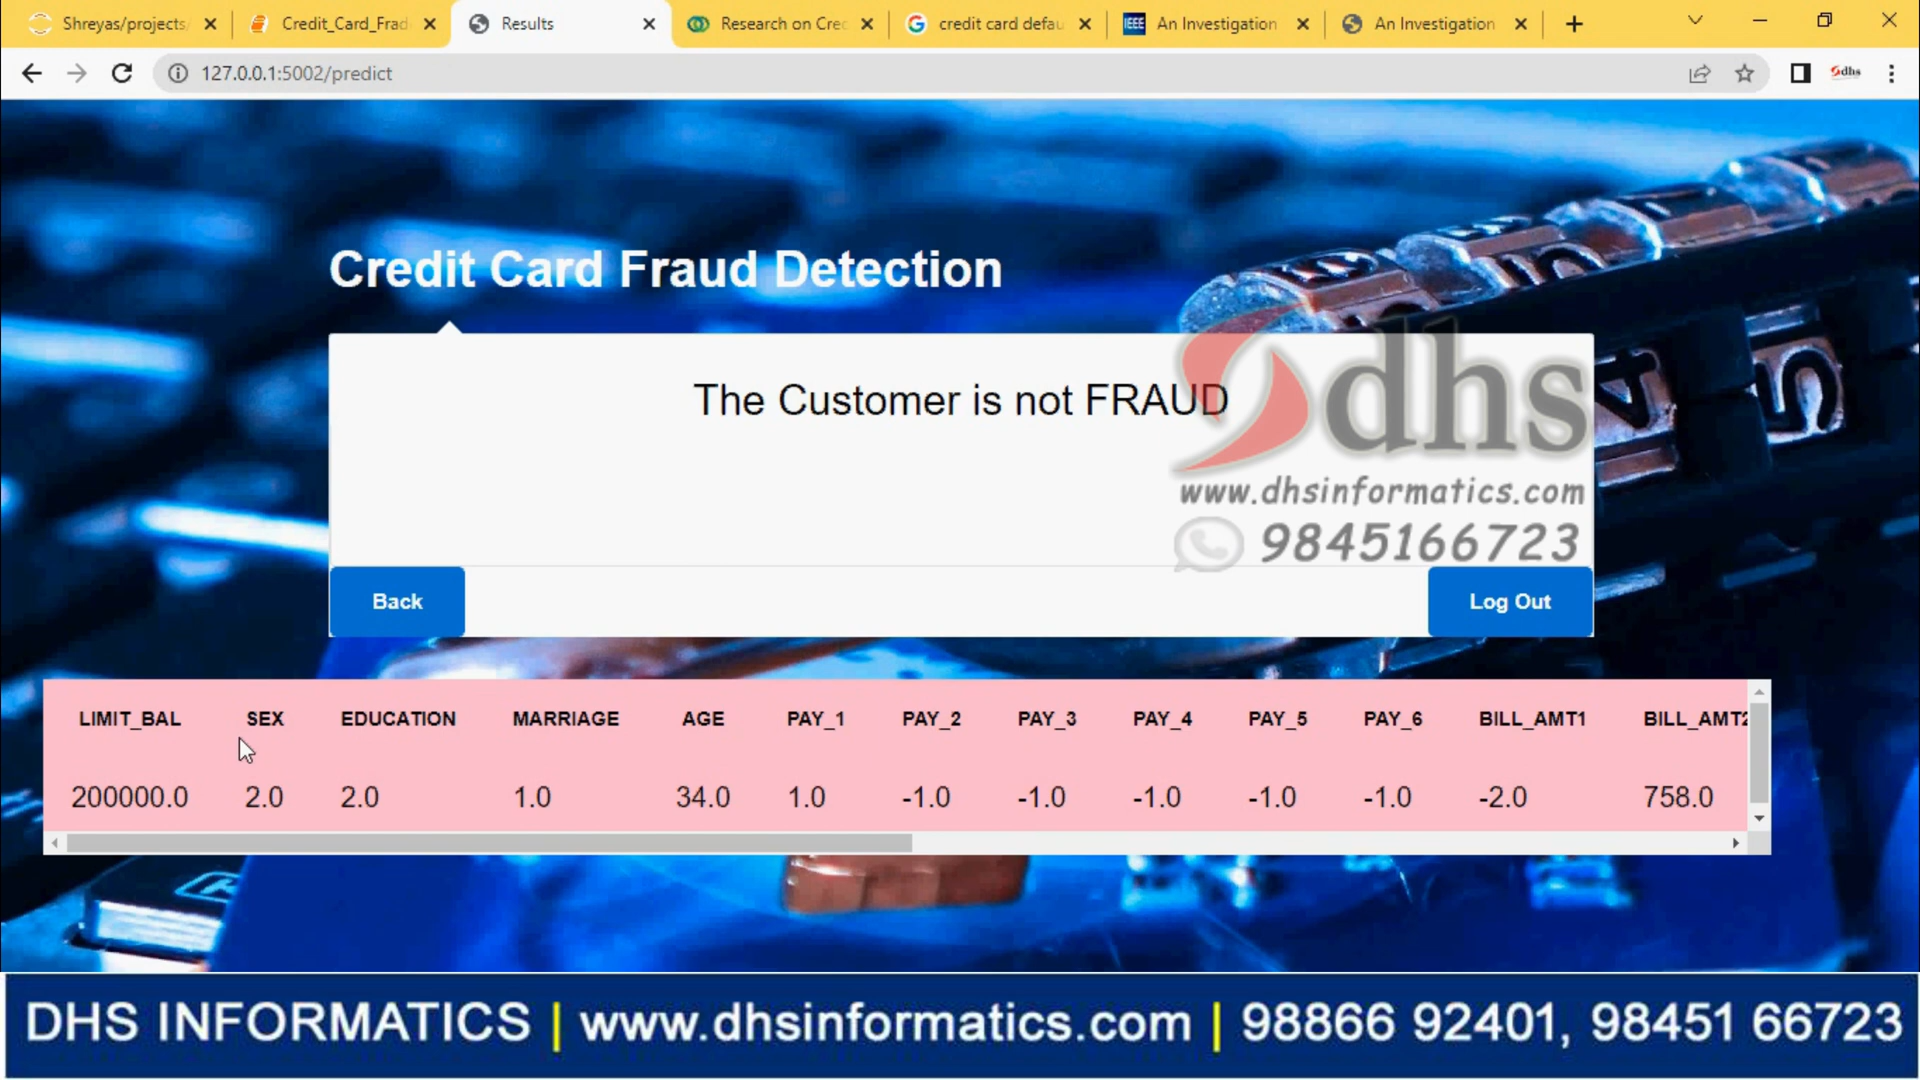 Shreyas/projects/
Credit_Card_Frad
Results
Research on Cre
credit card defau
IEEE An Investigation
An Investigation
127.0.0.1:5002/predict
dhs
Credit Card Fraud Detection
The Customer is not FRAUD
dhs
www.dhsinformatics.com
9845166723
Back
Log Out
LIMIT_BAL SEX EDUCATION MARRIAGE AGE PAY_1 PAY_2 PAY_3 PAY_4 PAY_5 PAY_6 BILL_AMT1 BILL_AMT2
200000.0 2.0 2.0 1.0 34.0 1.0 -1.0 -1.0 -1.0 -1.0 -1.0 -2.0 758.0
DHS INFORMATICS | www.dhsinformatics.com | 98866 92401, 98451 66723